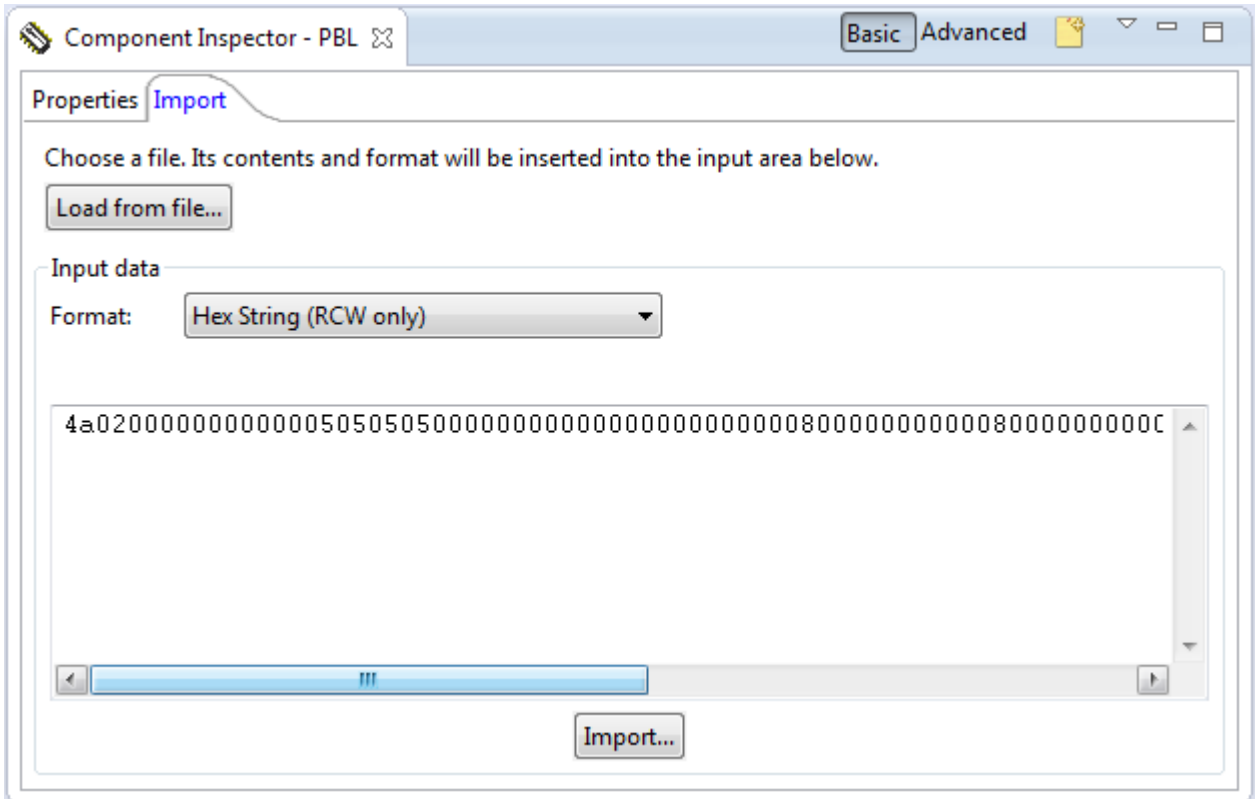 Component Inspector - PBL
Basic Advanced
Properties Import
Choose a file. Its contents and format will be inserted into the input area below.
Load from file...
Input data
Format: Hex String (RCW only)
Import...